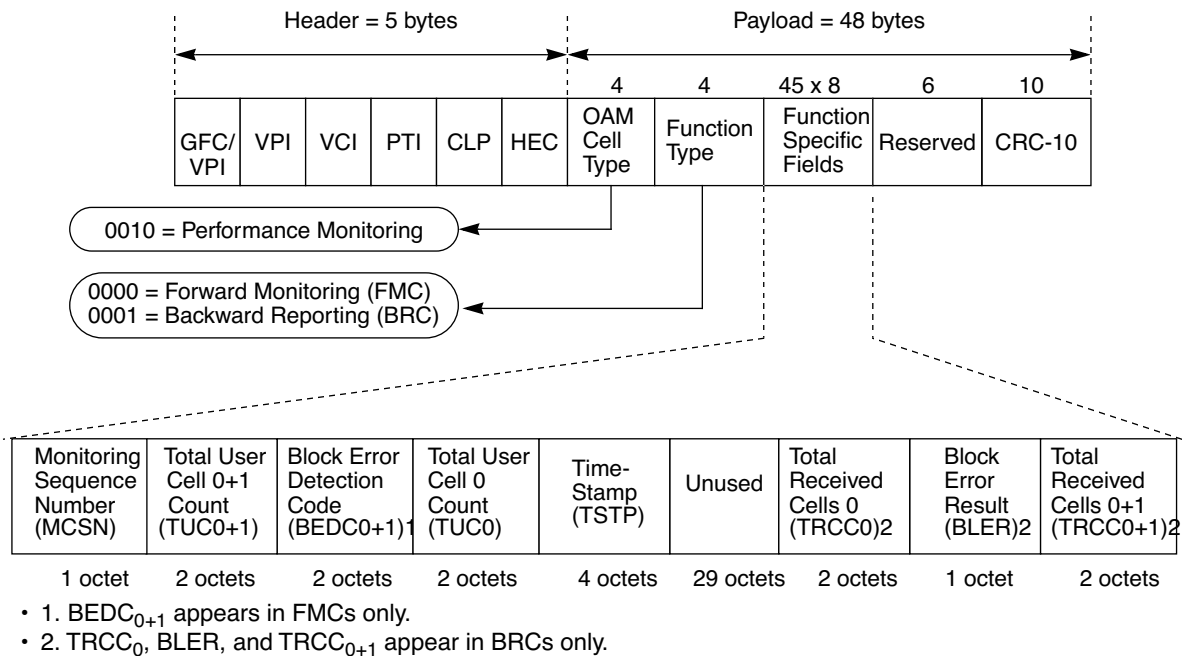 Header = 5 bytes
Payload = 48 bytes
4
4
45 x 8
6
10
GFC/
VPI
VPI
VCI
PTI
CLP
HEC
OAM
Cell
Type
Function
Type
Function
Specific
Fields
Reserved
CRC-10
0010 = Performance Monitoring
0000 = Forward Monitoring (FMC)
0001 = Backward Reporting (BRC)
Monitoring
Sequence
Number
(MCSN)
Total User
Cell 0+1
Count
(TUC0+1)
Block Error
Detection
Code
(BEDC0+1)1
Total User
Cell 0
Count
(TUC0)
Time-
Stamp
(TSTP)
Unused
Total
Received
Cells 0
(TRCC0)2
Block
Error
Result
(BLER)2
Total
Received
Cells 0+1
(TRCC0+1)2
1 octet
2 octets
2 octets
2 octets
4 octets
29 octets
2 octets
1 octet
2 octets
• 1. BEDC0+1 appears in FMCs only.
• 2. TRCC0, BLER, and TRCC0+1 appear in BRCs only.